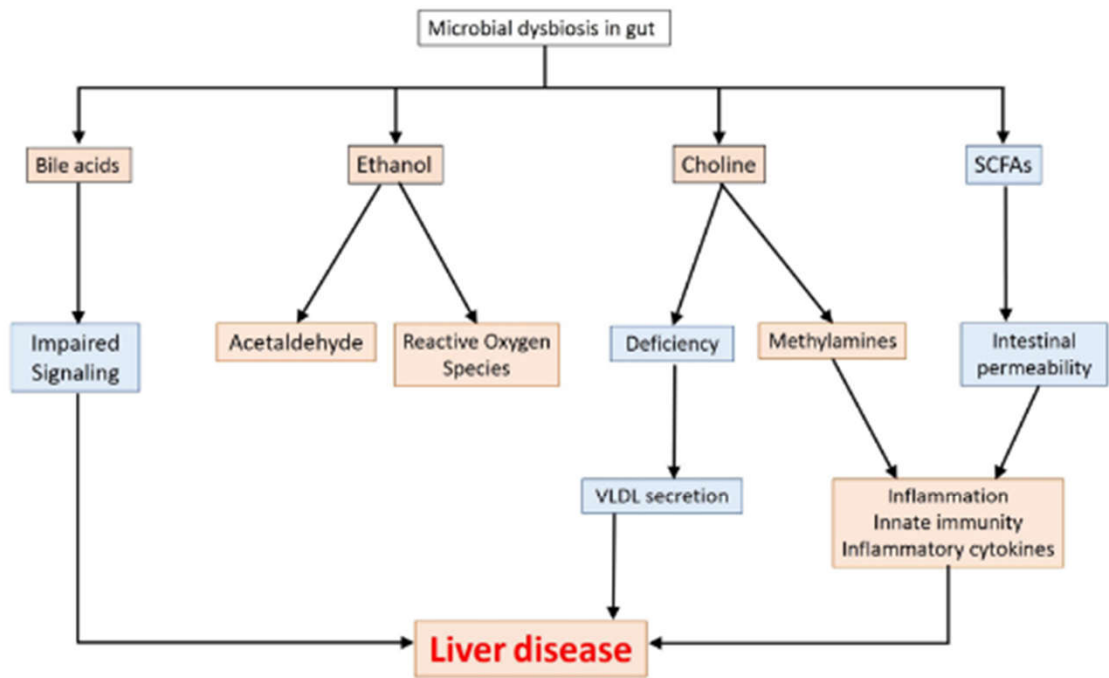 Microbial dysbiosis in gut
Bile acids
Ethanol
Choline
SCFAs
Impaired
Signaling
Acetaldehyde
Reactive Oxygen
Species
Deficiency
Methylamines
Intestinal
permeability
VLDL secretion
Inflammation
Innate immunity
Inflammatory cytokines
Liver disease